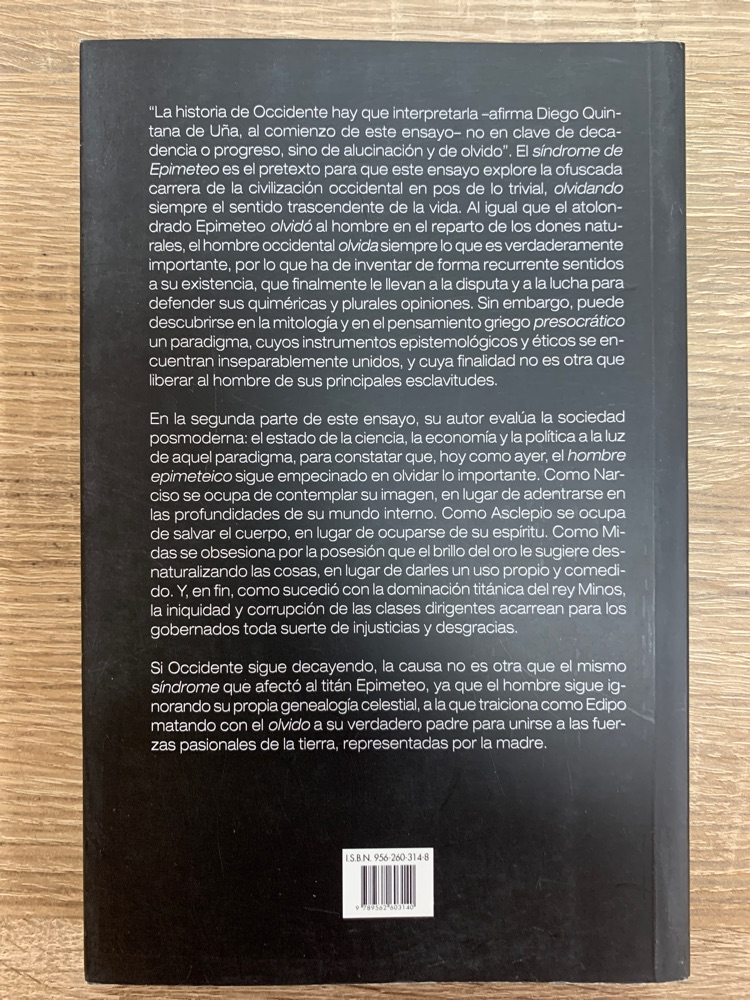 “La historia de Occidente hay que interpretarla –afirma Diego Quin-
tana de Uña, al comienzo de este ensayo– no en clave de deca-
dencia o progreso, sino de alucinación y de olvido”. El síndrome de
Epimeteo es el pretexto para que este ensayo explore la ofuscada
carrera de la civilización occidental en pos de lo trivial, olvidando
siempre el sentido trascendente de la vida. Al igual que el atolon-
drado Epimeteo olvidó al hombre en el reparto de los dones natu-
rales, el hombre occidental olvida siempre lo que es verdaderamente
importante, por lo que ha de inventar de forma recurrente sentidos
a su existencia, que finalmente le llevan a la disputa y a la lucha para
defender sus quiméricas y plurales opiniones. Sin embargo, puede
descubrirse en la mitología y en el pensamiento griego presocrático
un paradigma, cuyos instrumentos epistemológicos y éticos se en-
cuentran inseparablemente unidos, y cuya finalidad no es otra que
liberar al hombre de sus principales esclavitudes.
En la segunda parte de este ensayo, su autor evalúa la sociedad
posmoderna: el estado de la ciencia, la economía y la política a la luz
de aquel paradigma, para constatar que, hoy como ayer, el hombre
epimeteico sigue empecinado en olvidar lo importante. Como Nar-
ciso se ocupa de contemplar su imagen, en lugar de adentrarse en
las profundidades de su mundo interno. Como Asclepio se ocupa
de salvar el cuerpo, en lugar de ocuparse de su espíritu. Como Mi-
das se obsesiona por la posesión que el brillo del oro le sugiere des-
naturalizando las cosas, en lugar de darles un uso propio y comedi-
do. Y, en fin, como sucedió con la dominación titánica del rey Minos,
la iniquidad y corrupción de las clases dirigentes acarrean para los
gobernados toda suerte de injusticias y desgracias.
Si Occidente sigue decayendo, la causa no es otra que el mismo
síndrome que afectó al titán Epimeteo, ya que el hombre sigue ig-
norando su propia genealogía celestial, a la que traiciona como Edipo
matando con el olvido a su verdadero padre para unirse a las fuer-
zas pasionales de la tierra, representadas por la madre.
I.S.B.N. 956-260-314-8
9 789562 603140